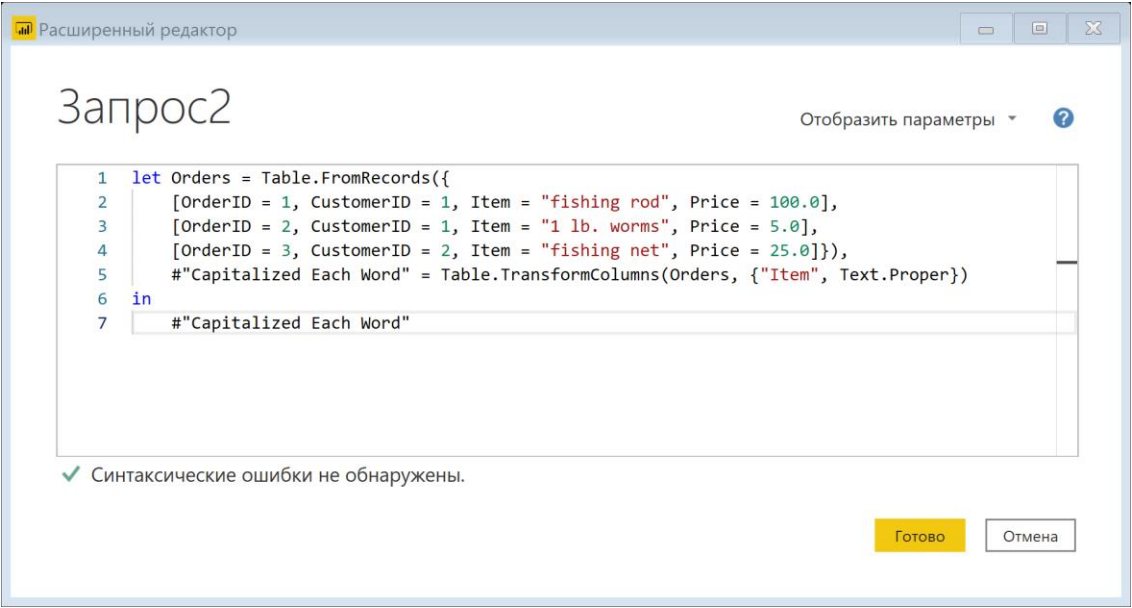 Расширенный редактор
Запрос2
Отобразить параметры
?
1 let Orders = Table.FromRecords({
2 [OrderID = 1, CustomerID = 1, Item = "fishing rod", Price = 100.0],
3 [OrderID = 2, CustomerID = 1, Item = "1 lb. worms", Price = 5.0],
4 [OrderID = 3, CustomerID = 2, Item = "fishing net", Price = 25.0]}),
5 #"Capitalized Each Word" = Table.TransformColumns(Orders, {"Item", Text.Proper})
6 in
7 #"Capitalized Each Word"
Синтаксические ошибки не обнаружены.
Готово
Отмена